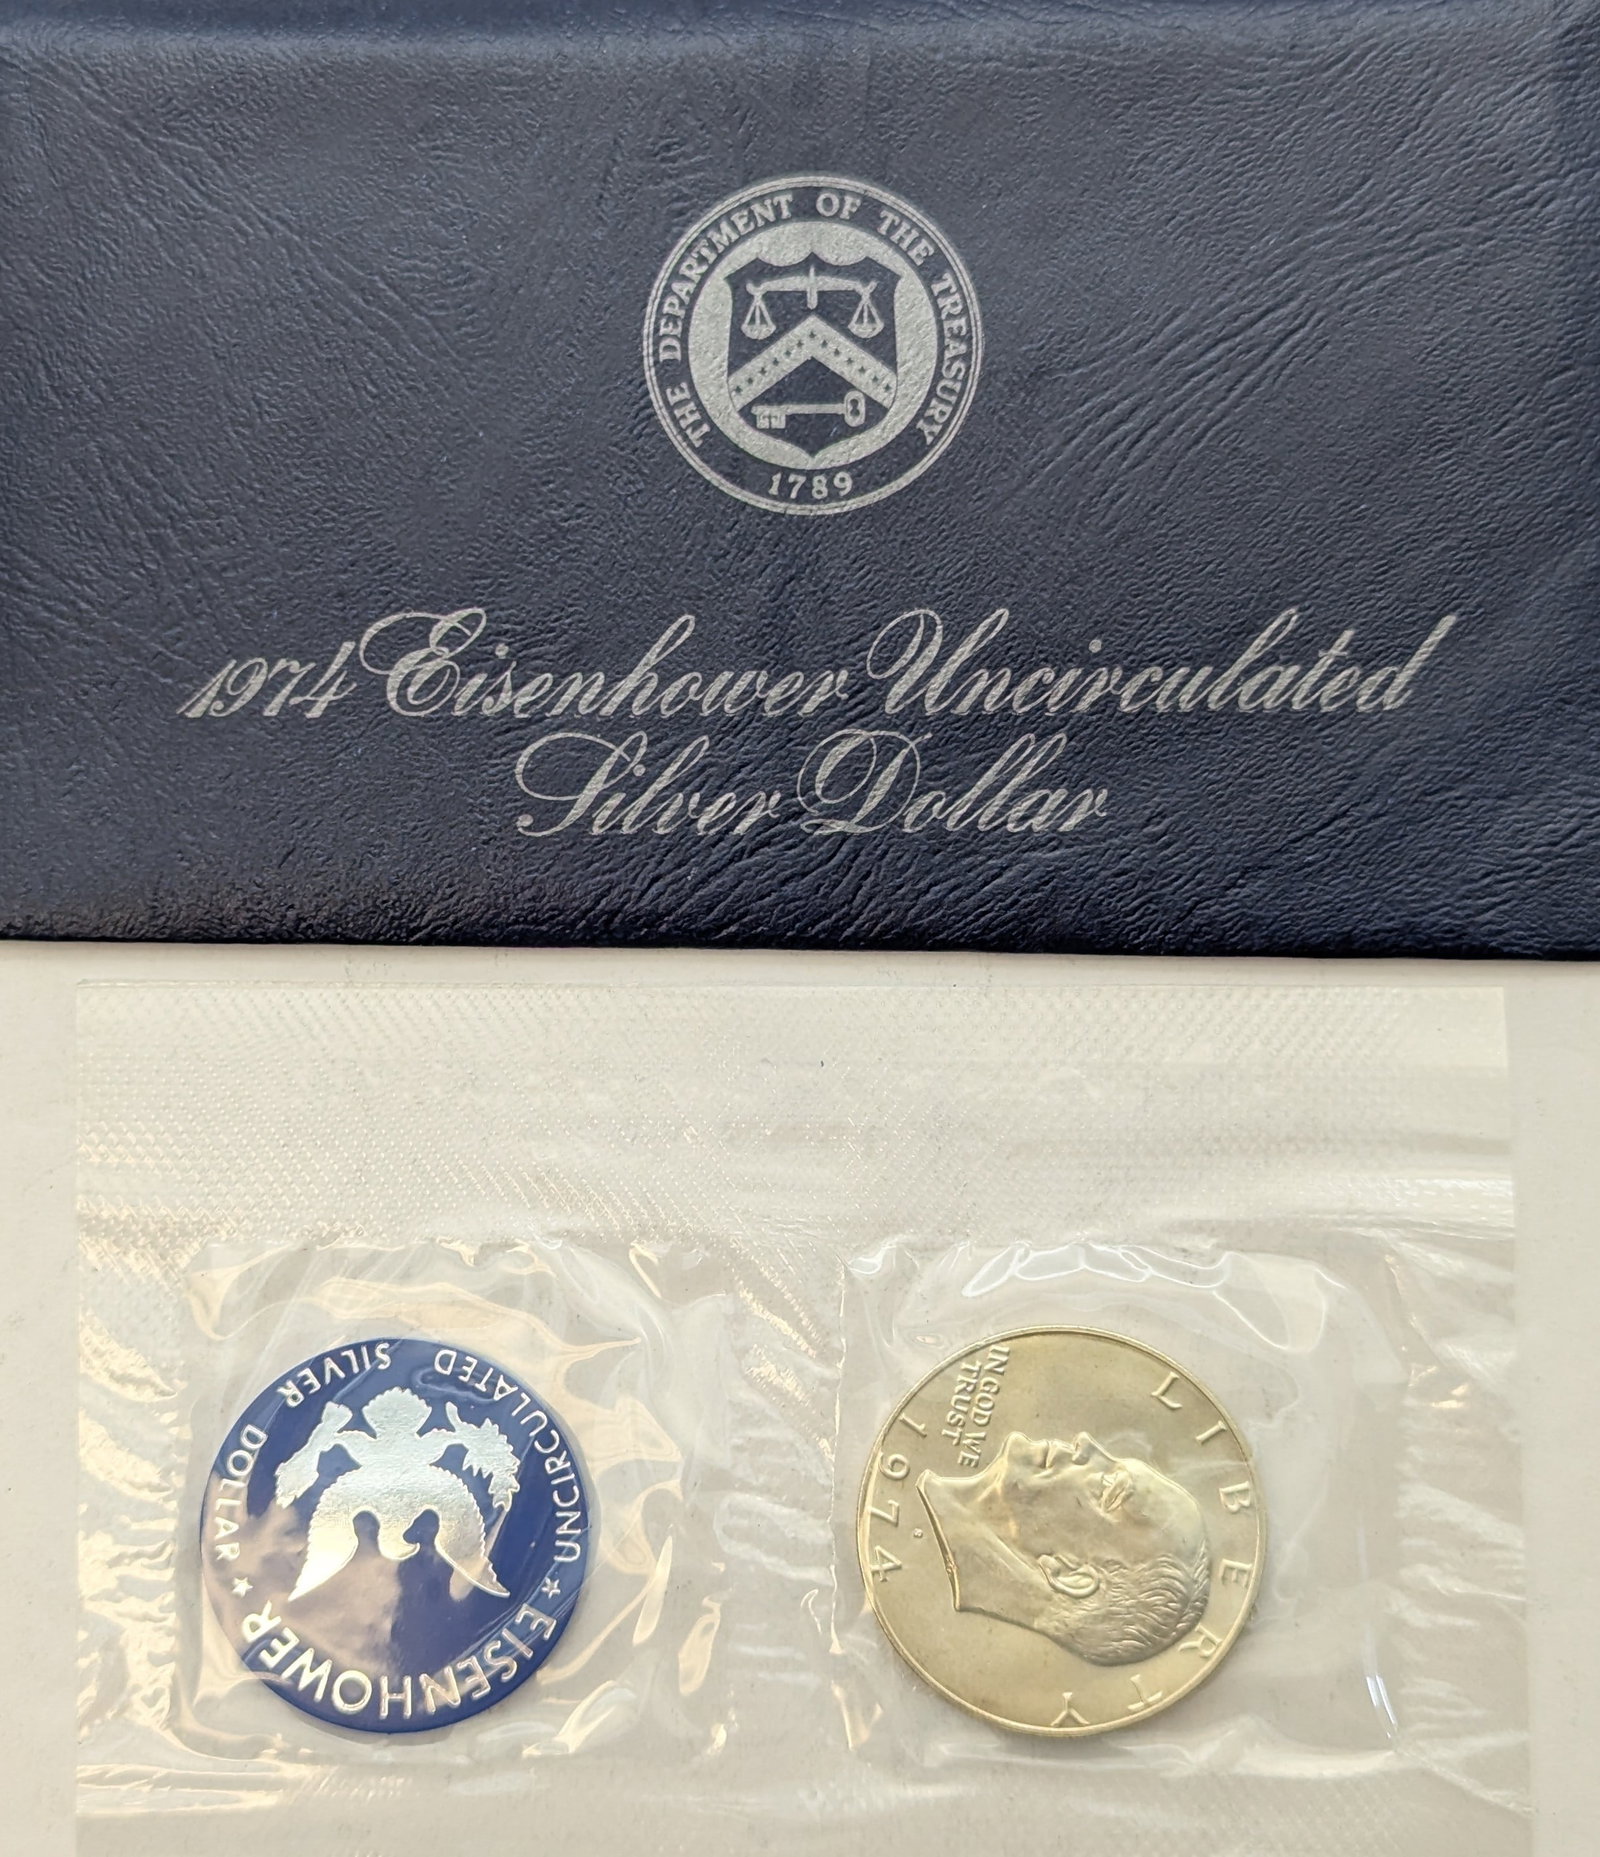 THE DEPARTMENT OF THE TREASURY
1789
1974 Eisenhower Uncirculated
Silver Dollar
EISENHOWER
★ UNCIRCULATED SILVER DOLLAR ★
LIBERTY
IN GOD WE
TRUST
S
1974